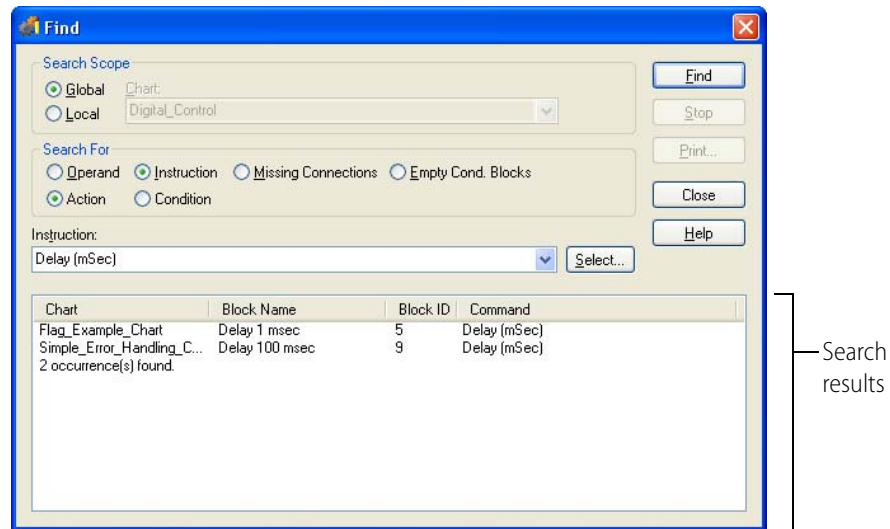 Find
Search Scope
Global Chart:
Local Digital_Control
Find
Stop
Search For
Operand Instruction Missing Connections Empty Cond. Blocks
Action Condition
Print...
Close
Help
Instruction:
Delay (mSec) Select...
Chart Block Name Block ID Command
Flag_Example_Chart Delay 1 msec 5 Delay (mSec)
Simple_Error_Handling_C... Delay 100 msec 9 Delay (mSec)
2 occurrence(s) found.
Search
results